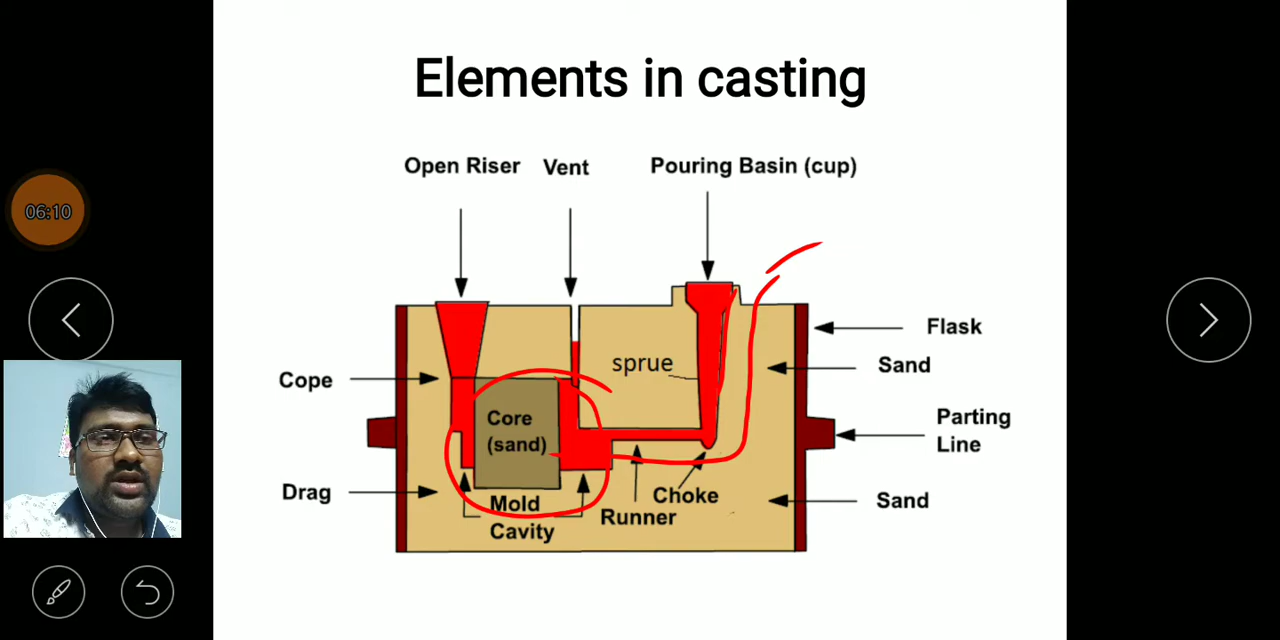 Elements in casting
Open Riser
Vent
Pouring Basin (cup)
06:10
Flask
sprue
Sand
Cope
Core
(sand)
Parting
Line
Drag
Mold
Cavity
Choke
Runner
Sand